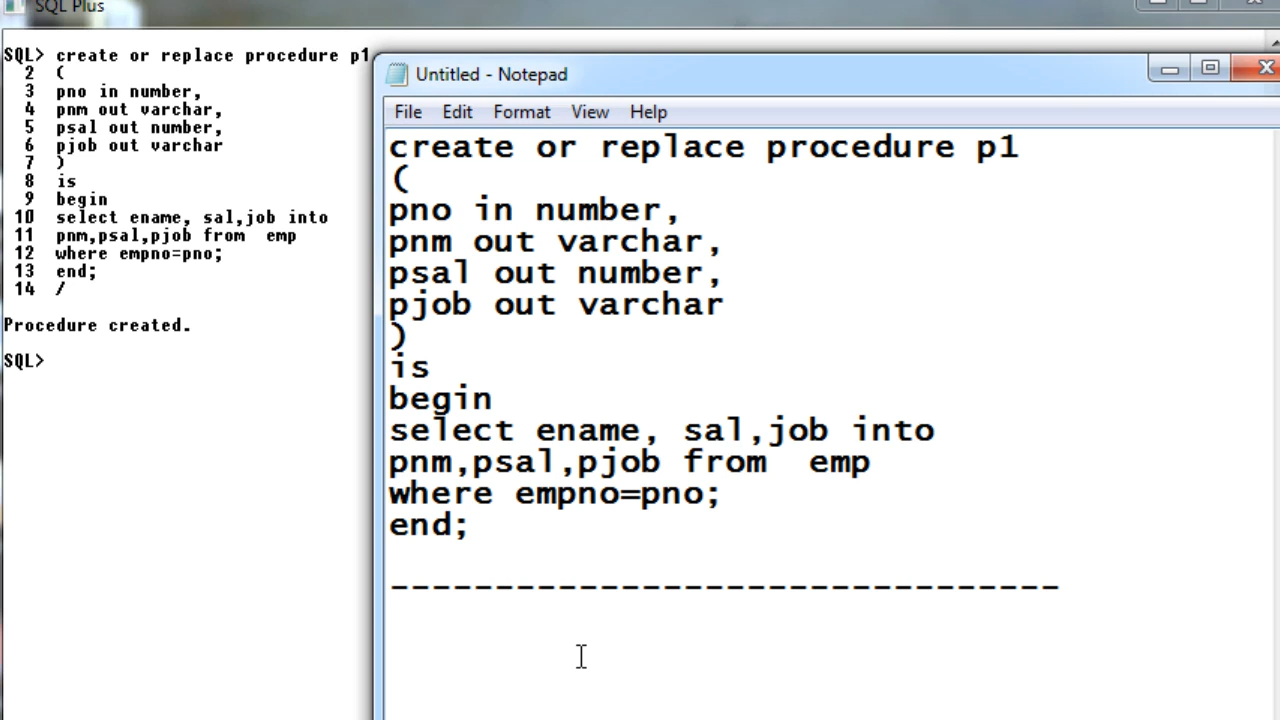 SQL Plus
SQL> create or replace procedure p1
2 (
3 pno in number,
4 pnm out varchar,
5 psal out number,
6 pjob out varchar
7 )
8 is
9 begin
10 select ename, sal,job into
11 pnm,psal,pjob from  emp
12 where empno=pno;
13 end;
14 /
Procedure created.
SQL>
Untitled - Notepad
File Edit Format View Help
create or replace procedure p1
(
pno in number,
pnm out varchar,
psal out number,
pjob out varchar
)
is
begin
select ename, sal,job into
pnm,psal,pjob from  emp
where empno=pno;
end;
--------------------------------